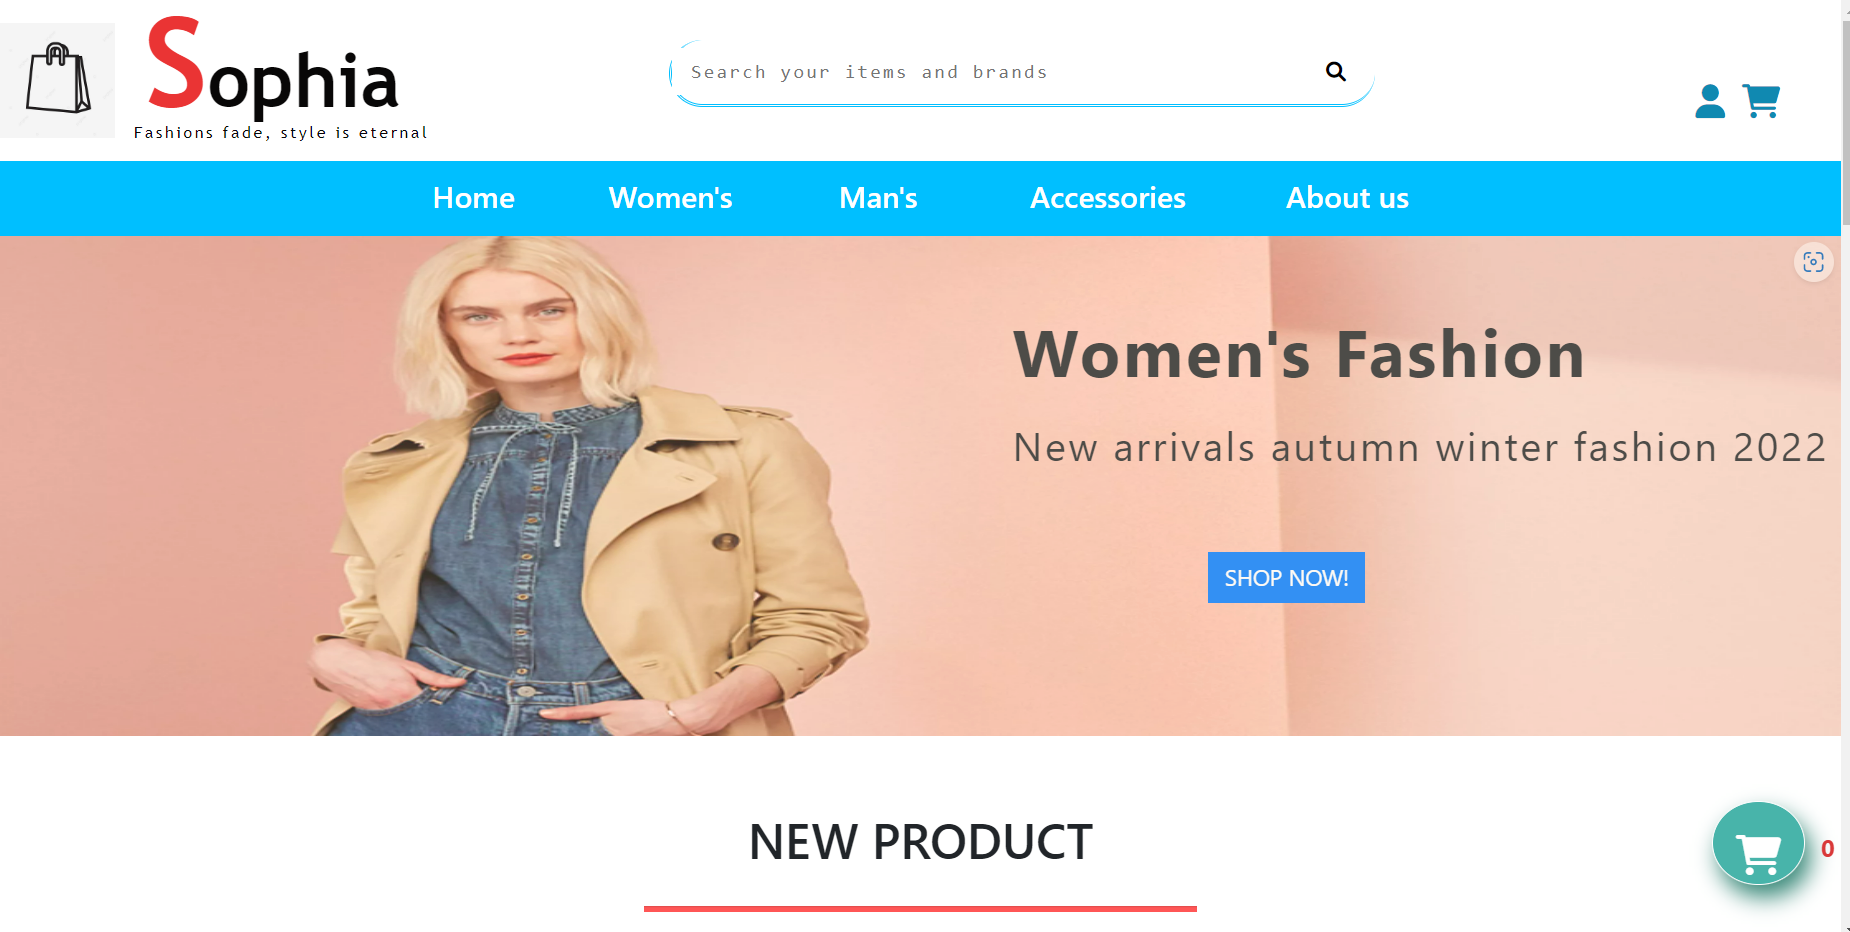 Sophia
Fashions fade, style is eternal
Search your items and brands
Home Women's Man's Accessories About us
Women's Fashion
New arrivals autumn winter fashion 2022
SHOP NOW!
NEW PRODUCT
0